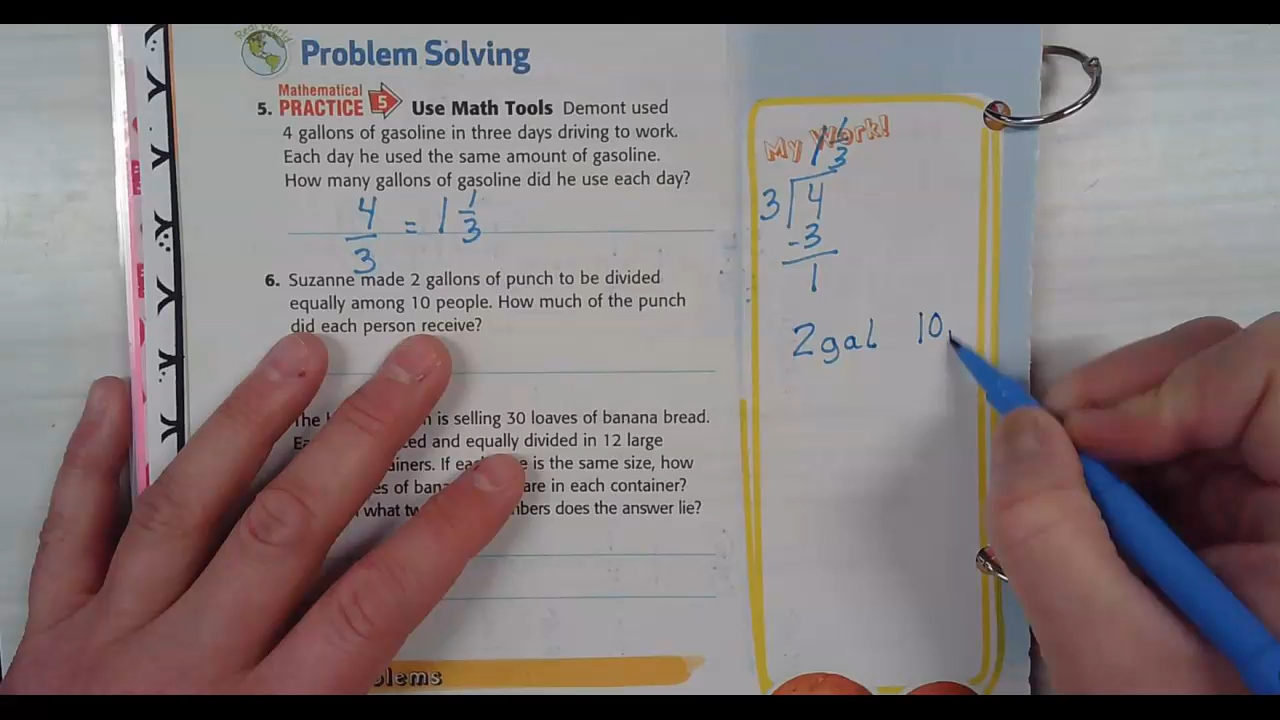 Real World
Problem Solving
Mathematical
PRACTICE 5
5. Use Math Tools Demont used
4 gallons of gasoline in three days driving to work.
Each day he used the same amount of gasoline.
How many gallons of gasoline did he use each day?
4/3 = 1 1/3
6. Suzanne made 2 gallons of punch to be divided
equally among 10 people. How much of the punch
did each person receive?
is selling 30 loaves of banana bread.
and equally divided in 12 large
If is the same size, how
of are in each container?
what does the answer lie?
My Work!
1 1/3
3 4
-3
1
2gal 10